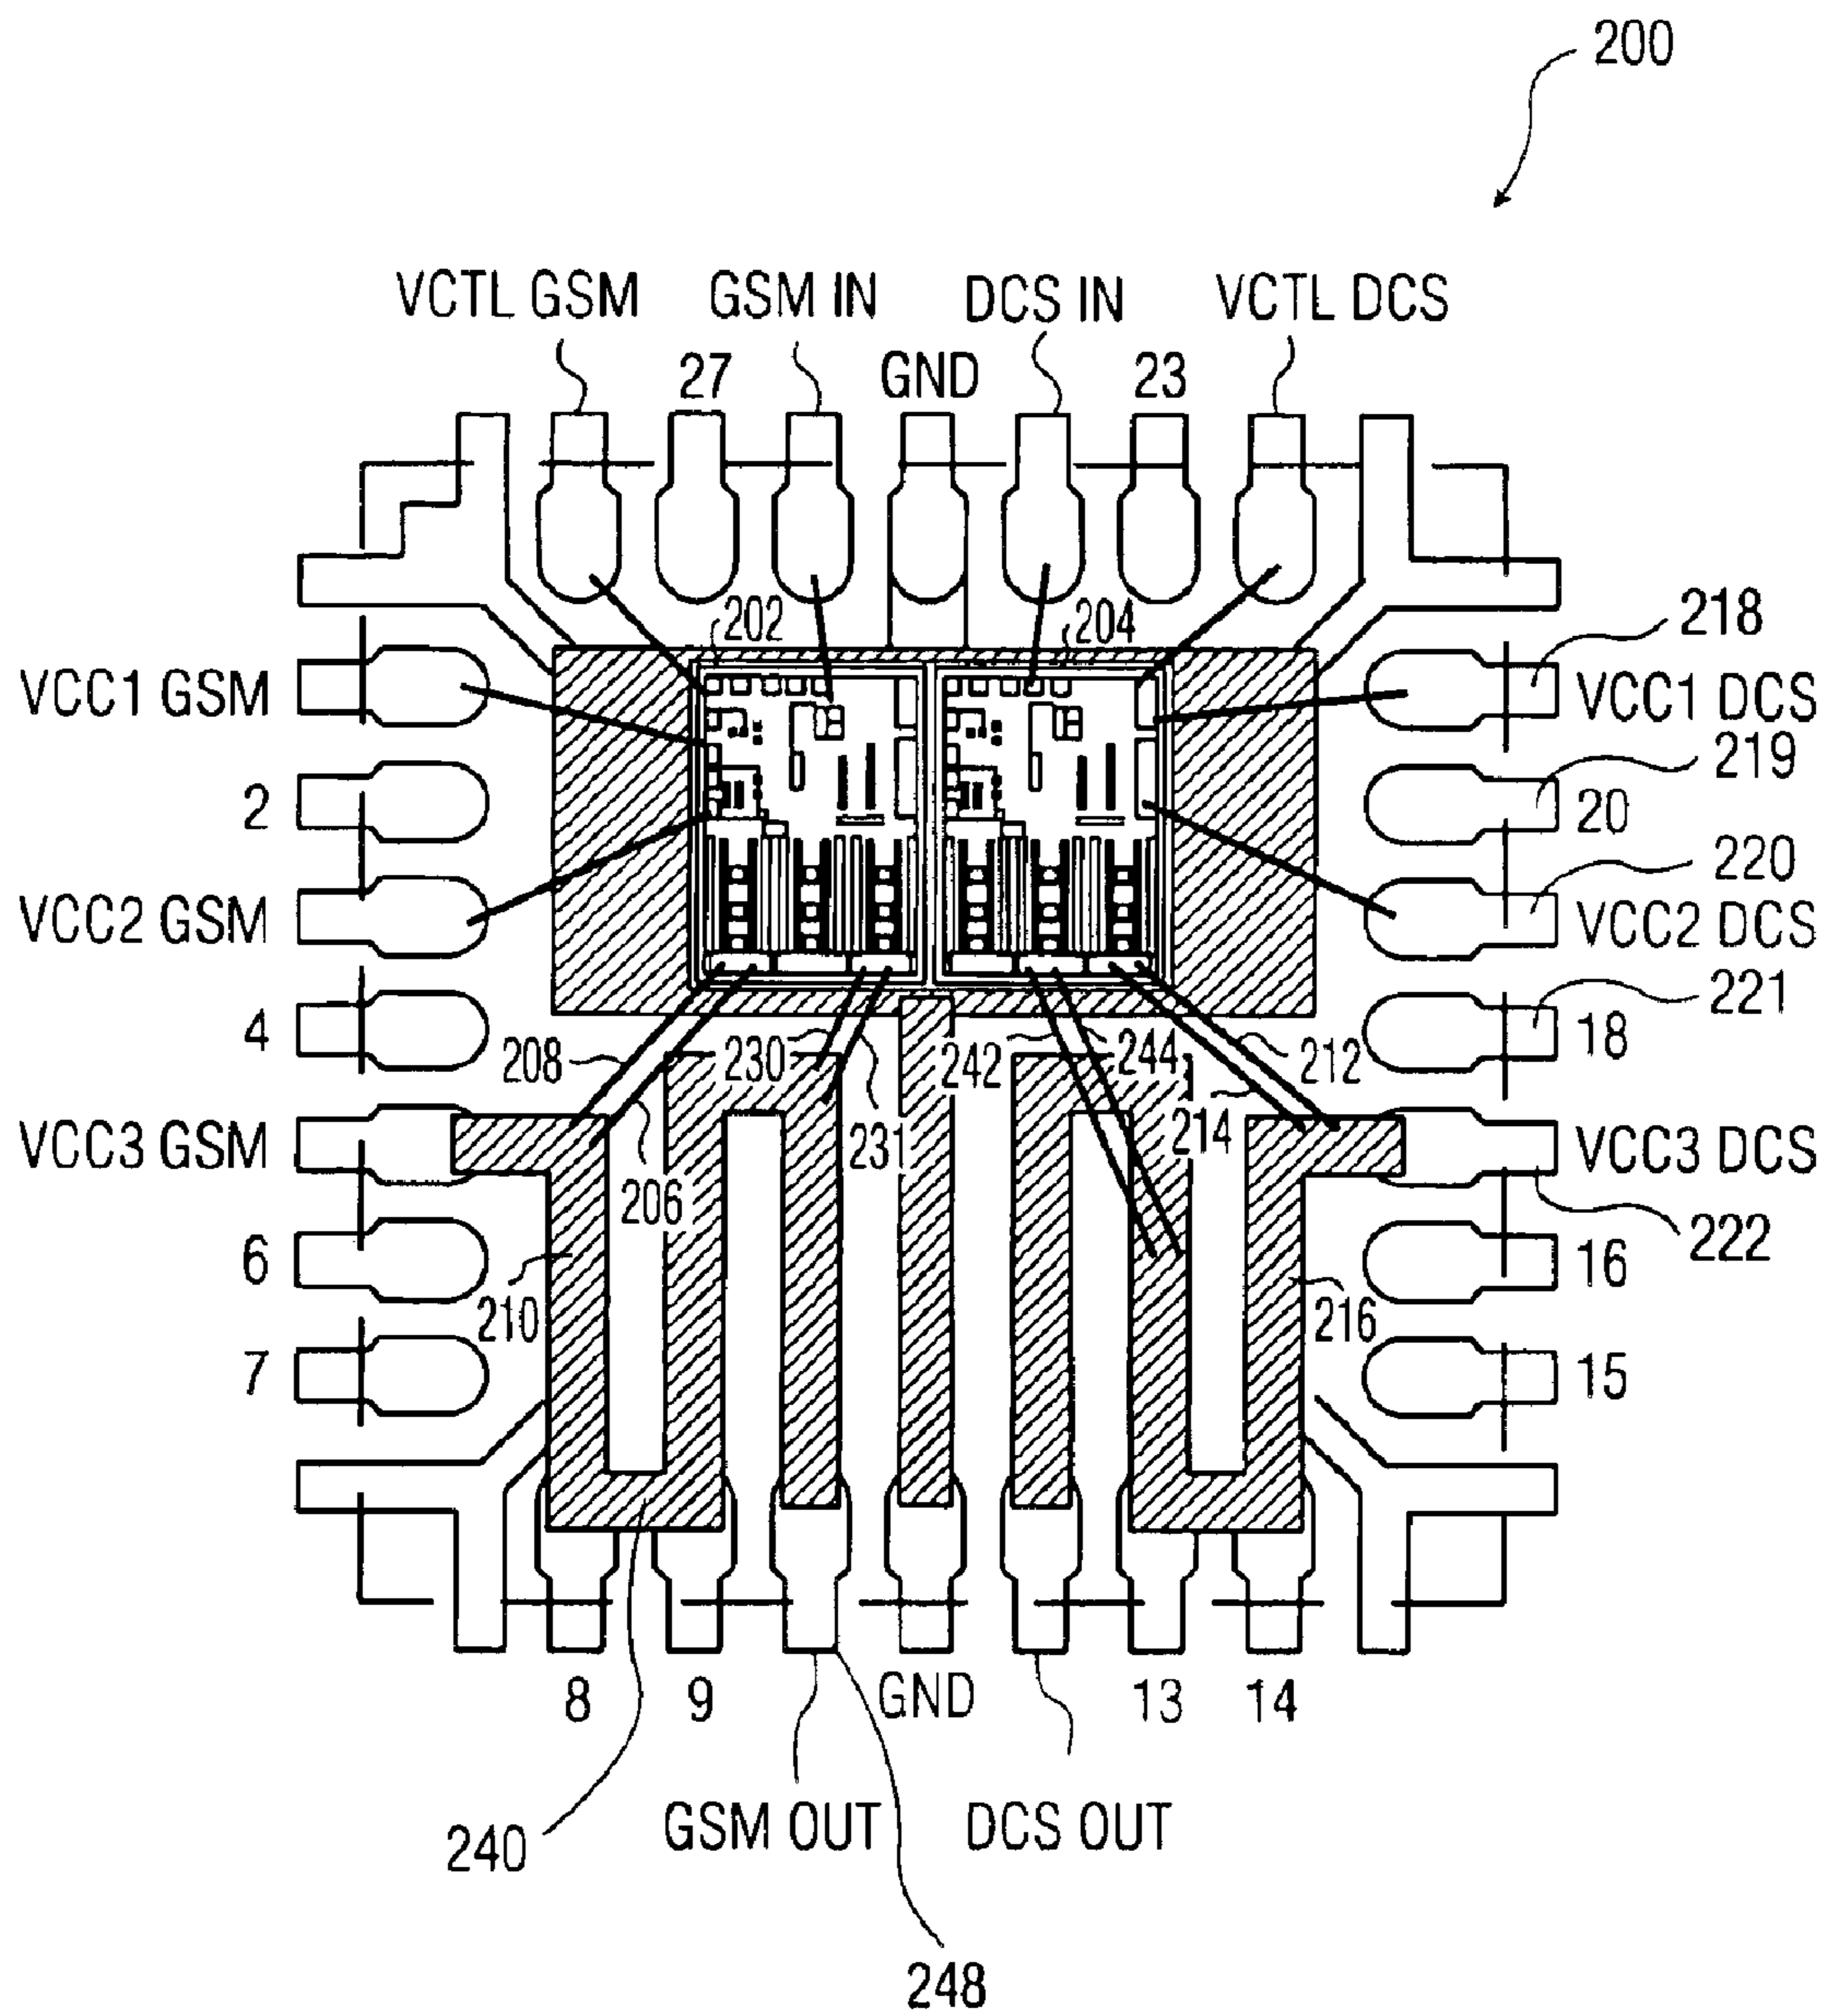 200
VCTL GSM
GSM IN
DCS IN
VCTL DCS
27
GND
23
202
204
218
VCC1 GSM
VCC1 DCS
219
2
20
220
VCC2 GSM
VCC2 DCS
221
4
18
208
230
242
244
212
VCC3 GSM
231
214
VCC3 DCS
206
222
6
16
210
216
7
15
8
9
GND
13
14
GSM OUT
DCS OUT
240
248